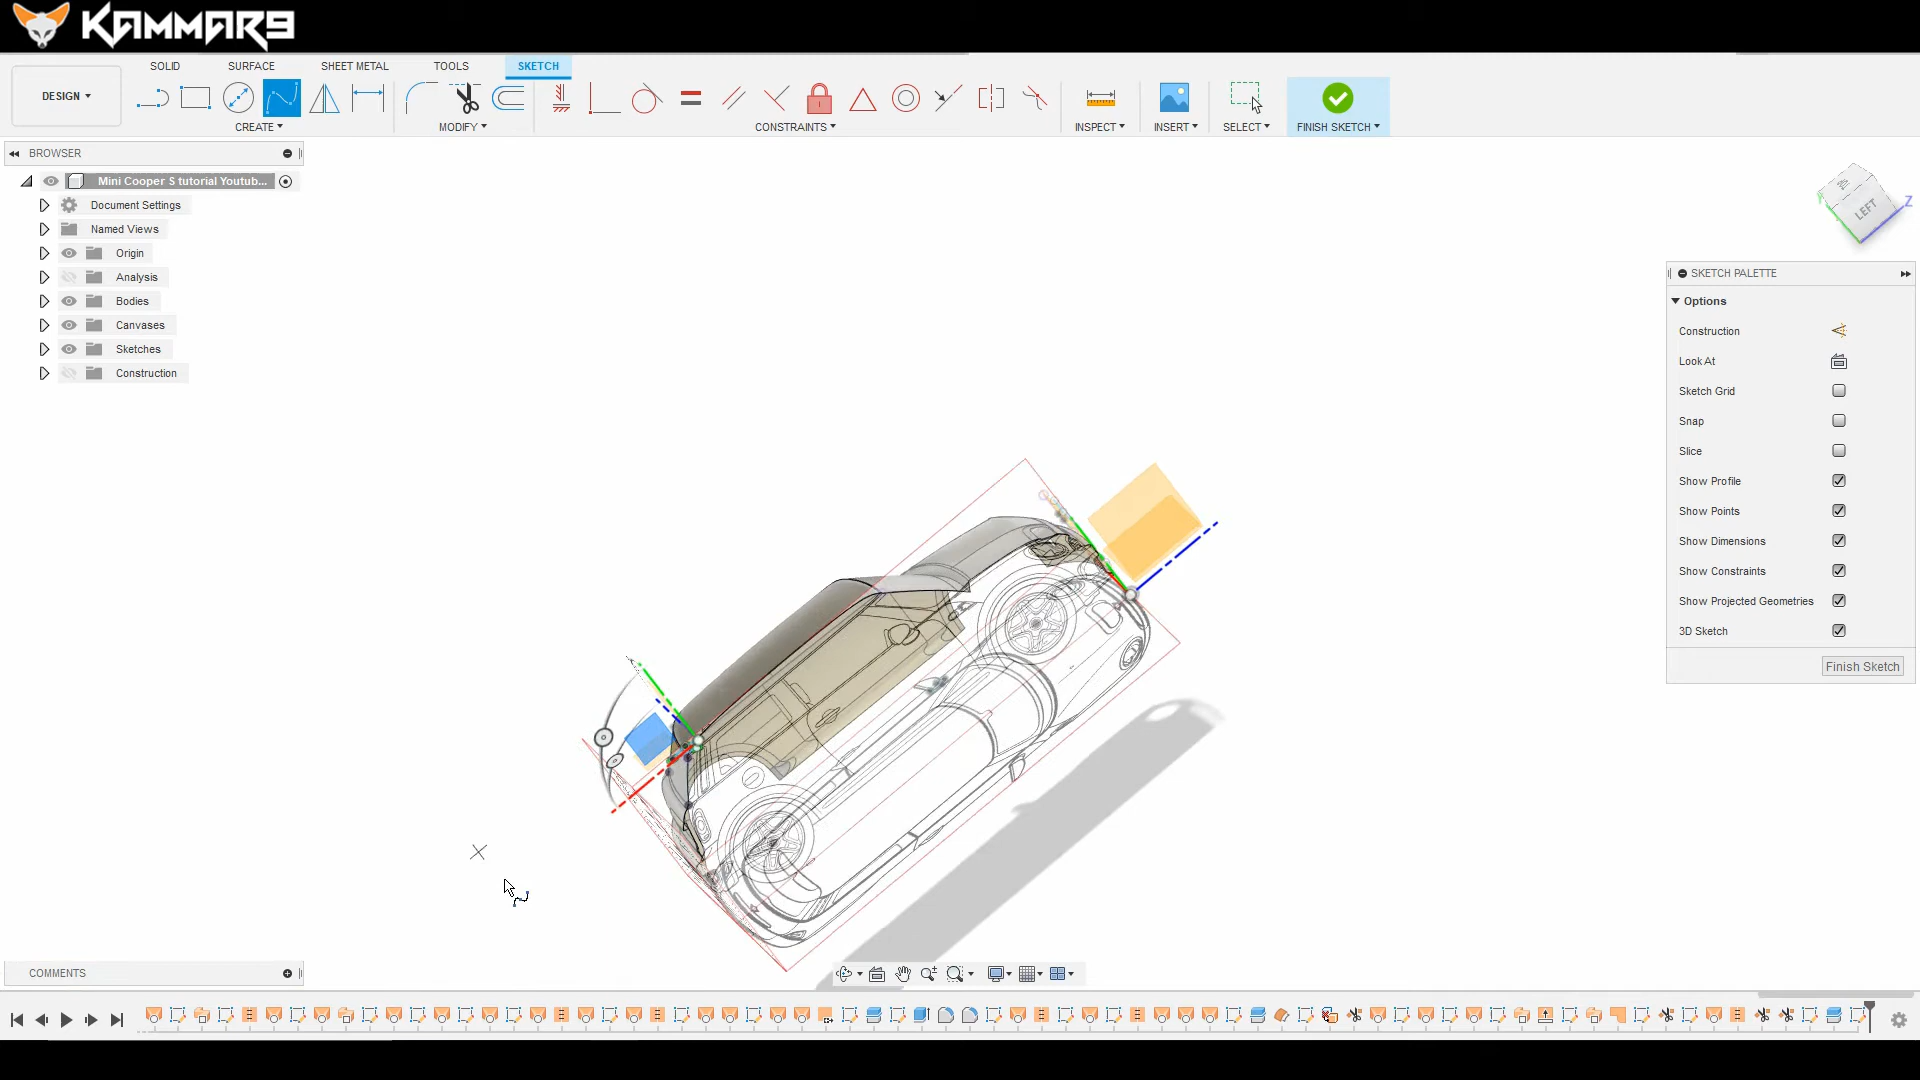 KAMMAR9
SOLID
SURFACE
SHEET METAL
TOOLS
SKETCH
DESIGN
CREATE
MODIFY
CONSTRAINTS
INSPECT
INSERT
SELECT
FINISH SKETCH
BROWSER
Mini Cooper S tutorial Youtub...
Document Settings
Named Views
Origin
Analysis
Bodies
Canvases
Sketches
Construction
LEFT
Z
SKETCH PALETTE
Options
Construction
Look At
Sketch Grid
Snap
Slice
Show Profile
Show Points
Show Dimensions
Show Constraints
Show Projected Geometries
3D Sketch
Finish Sketch
COMMENTS